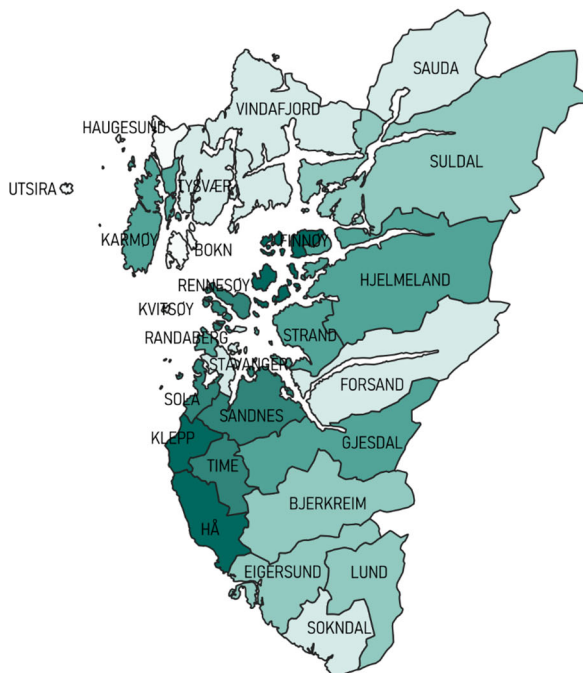 SAUDA
VINDAFJORD
HAUGESUND
SULDAL
UTSIRA
TYSVÆR
KARMØY
BOKN
FINNØY
HJELMELAND
RENNESØY
KVITSØY
RANDABERG
STRAND
STAVANGER
FORSAND
SOLA
SANDNES
KLEPP
GJESDAL
TIME
BJERKREIM
HÅ
EIGERSUND
LUND
SOKNDAL